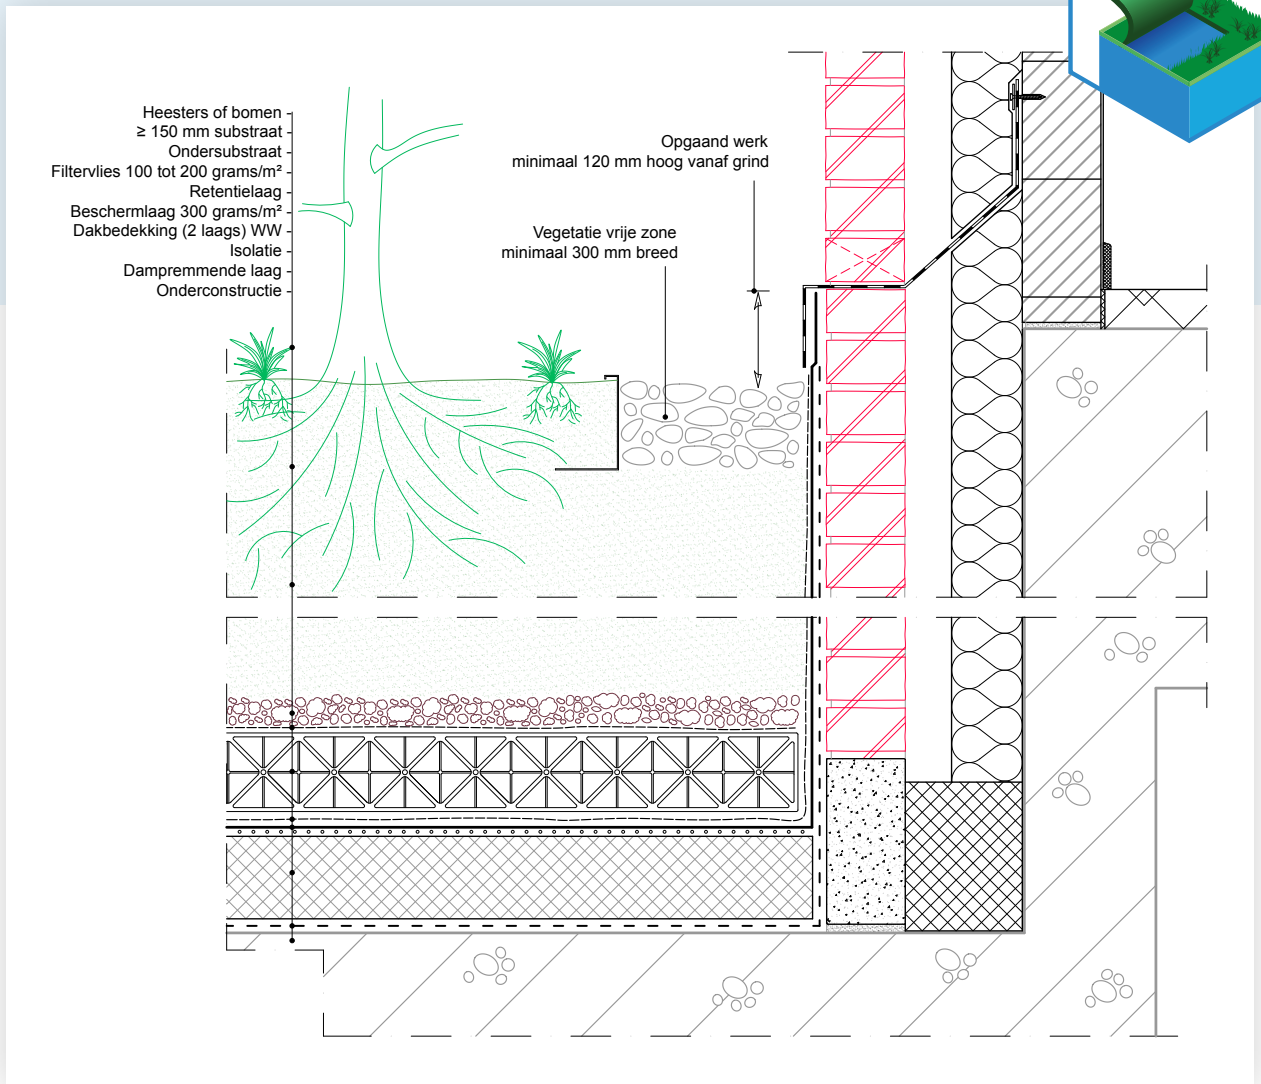 Heesters of bomen
≥ 150 mm substraat
Ondersubstraat
Filtervlies 100 tot 200 grams/m²
Retentielaag
Beschermlaag 300 grams/m²
Dakbedekking (2 laags) WW
Isolatie
Dampremmende laag
Onderconstructie
Opgaand werk
minimaal 120 mm hoog vanaf grind
Vegetatie vrije zone
minimaal 300 mm breed